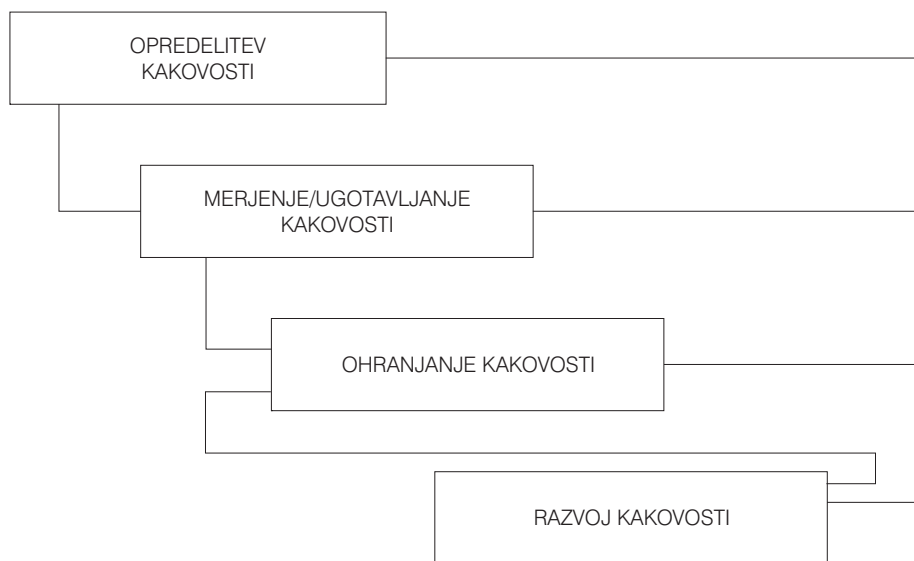 OPREDELITEV
KAKOVOSTI
MERJENJE/UGOTAVLJANJE
KAKOVOSTI
OHRANJANJE KAKOVOSTI
RAZVOJ KAKOVOSTI